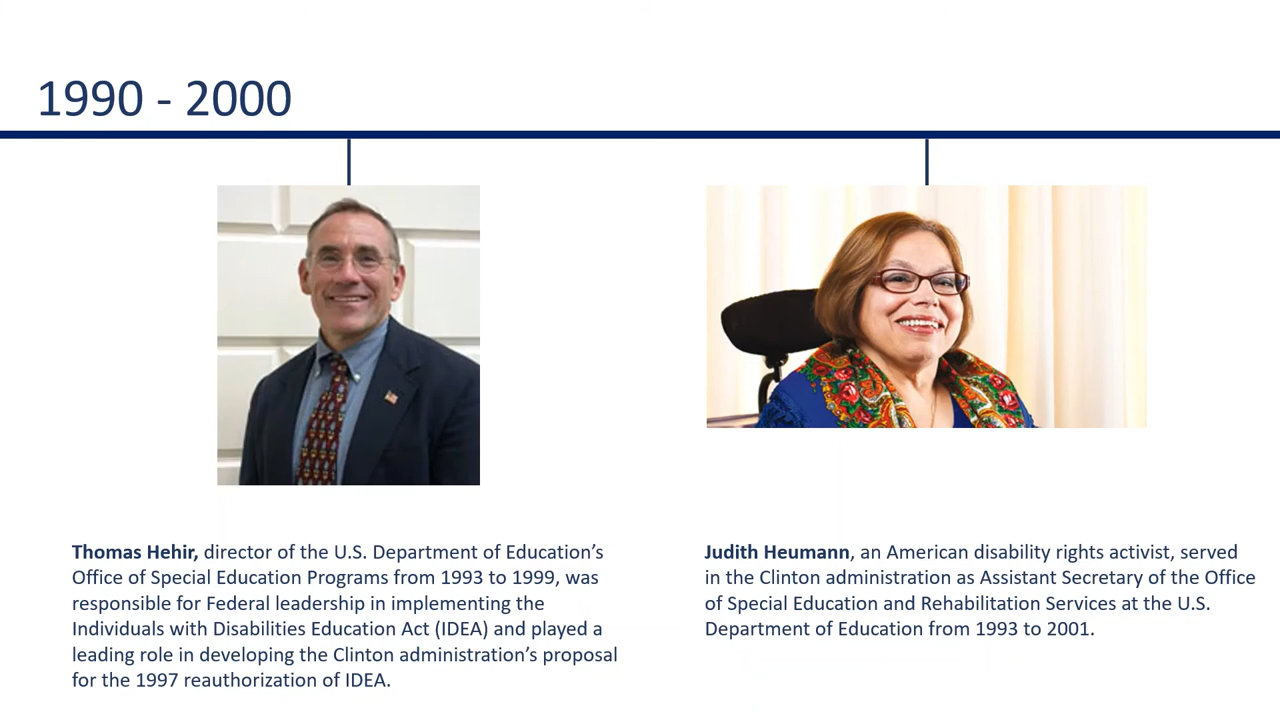 1990 - 2000
Thomas Hehir, director of the U.S. Department of Education’s
Office of Special Education Programs from 1993 to 1999, was
responsible for Federal leadership in implementing the
Individuals with Disabilities Education Act (IDEA) and played a
leading role in developing the Clinton administration’s proposal
for the 1997 reauthorization of IDEA.
Judith Heumann, an American disability rights activist, served
in the Clinton administration as Assistant Secretary of the Office
of Special Education and Rehabilitation Services at the U.S.
Department of Education from 1993 to 2001.